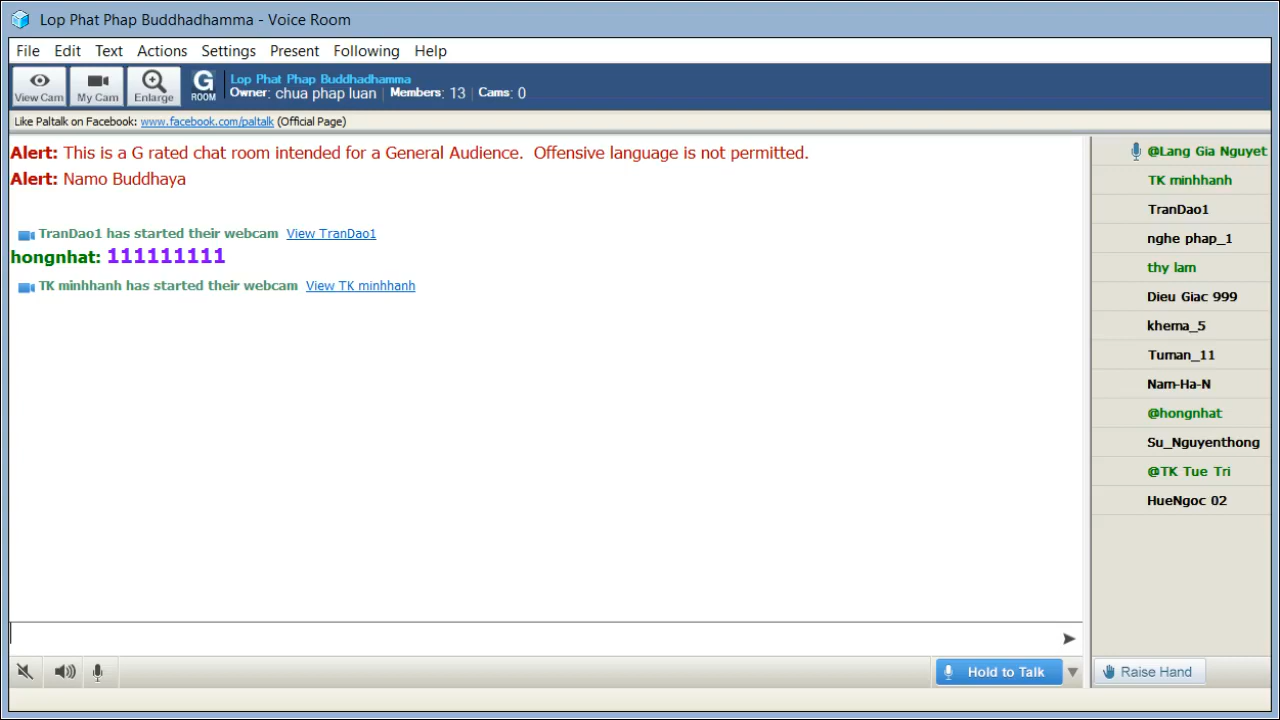 Lop Phat Phap Buddhadhamma - Voice Room
File Edit Text Actions Settings Present Following Help
View Cam My Cam Enlarge G ROOM
Lop Phat Phap Buddhadhamma
Owner: chua phap luan Members: 13 Cams: 0
Like Paltalk on Facebook: www.facebook.com/paltalk (Official Page)
Alert: This is a G rated chat room intended for a General Audience. Offensive language is not permitted.
Alert: Namo Buddhaya
TranDao1 has started their webcam View TranDao1
hongnhat: 111111111
TK minhhanh has started their webcam View TK minhhanh
@Lang Gia Nguyet
TK minhhanh
TranDao1
nghe phap_1
thy lam
Dieu Giac 999
khema_5
Tuman_11
Nam-Ha-N
@hongnhat
Su_Nguyenthong
@TK Tue Tri
HueNgoc 02
Hold to Talk
Raise Hand